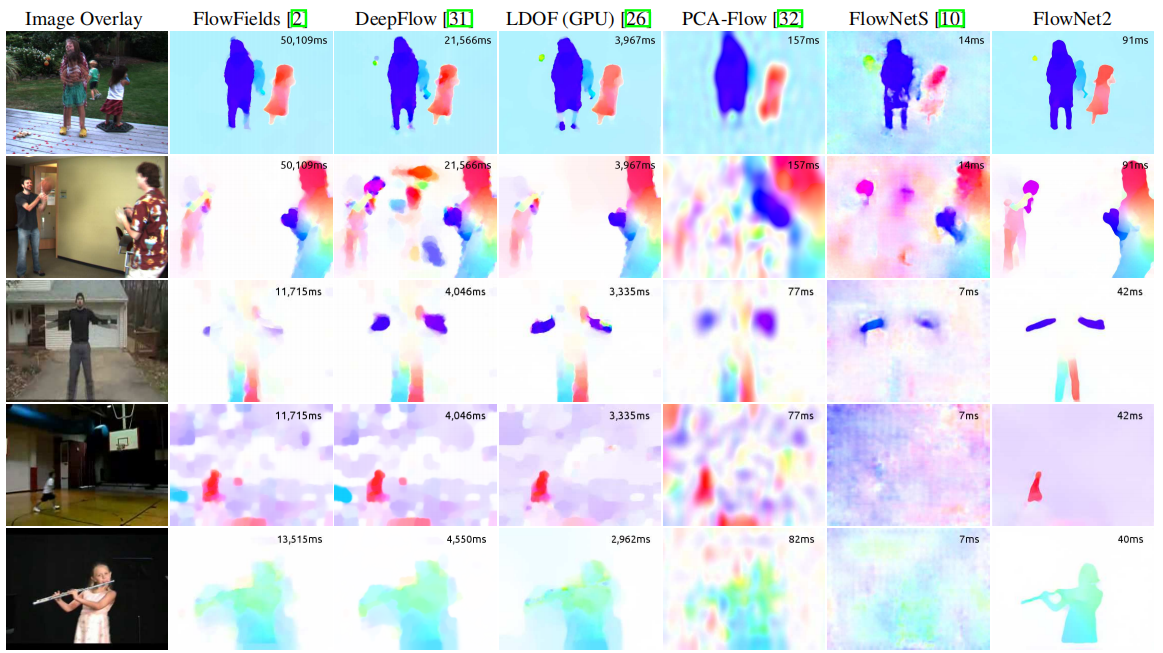 Image Overlay FlowFields [2] DeepFlow [31] LDOF (GPU) [26] PCA-Flow [32] FlowNetS [10] FlowNet2
50,109ms 21,566ms 3,967ms 157ms 14ms 91ms
50,109ms 21,566ms 3,967ms 157ms 14ms 91ms
11,715ms 4,046ms 3,335ms 77ms 7ms 42ms
11,715ms 4,046ms 3,335ms 77ms 7ms 42ms
13,515ms 4,550ms 2,962ms 82ms 7ms 40ms